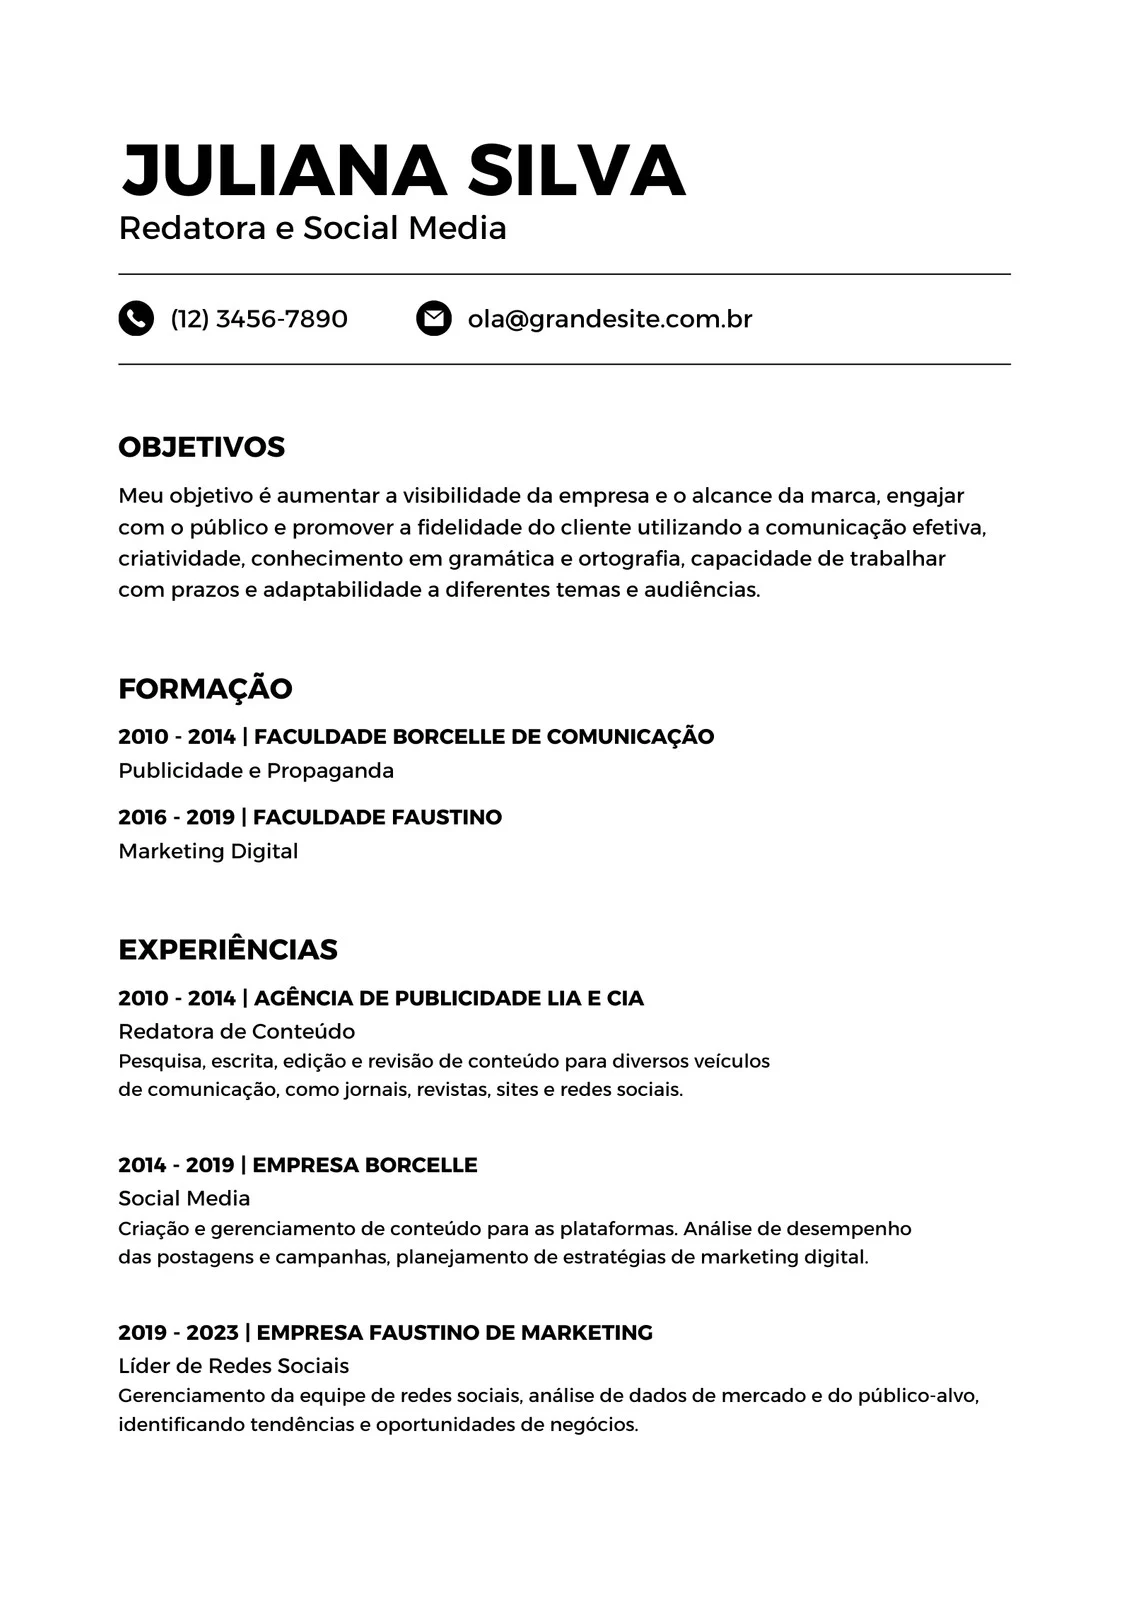 JULIANA SILVA
Redatora e Social Media
(12) 3456-7890
ola@grandesite.com.br
OBJETIVOS
Meu objetivo é aumentar a visibilidade da empresa e o alcance da marca, engajar
com o público e promover a fidelidade do cliente utilizando a comunicação efetiva,
criatividade, conhecimento em gramática e ortografia, capacidade de trabalhar
com prazos e adaptabilidade a diferentes temas e audiências.
FORMAÇÃO
2010 - 2014 | FACULDADE BORCELLE DE COMUNICAÇÃO
Publicidade e Propaganda
2016 - 2019 | FACULDADE FAUSTINO
Marketing Digital
EXPERIÊNCIAS
2010 - 2014 | AGÊNCIA DE PUBLICIDADE LIA E CIA
Redatora de Conteúdo
Pesquisa, escrita, edição e revisão de conteúdo para diversos veículos
de comunicação, como jornais, revistas, sites e redes sociais.
2014 - 2019 | EMPRESA BORCELLE
Social Media
Criação e gerenciamento de conteúdo para as plataformas. Análise de desempenho
das postagens e campanhas, planejamento de estratégias de marketing digital.
2019 - 2023 | EMPRESA FAUSTINO DE MARKETING
Líder de Redes Sociais
Gerenciamento da equipe de redes sociais, análise de dados de mercado e do público-alvo,
identificando tendências e oportunidades de negócios.